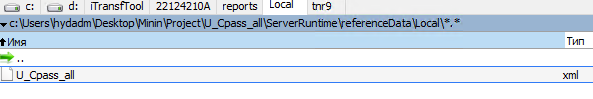 c: d: iTransfTool 22124210A reports Local tnr9
c:\Users\hydadm\Desktop\Minin\Project\U_Cpass_all\ServerRuntime\referenceData\Local\*.*
Имя Тип
..
U_Cpass_all xml